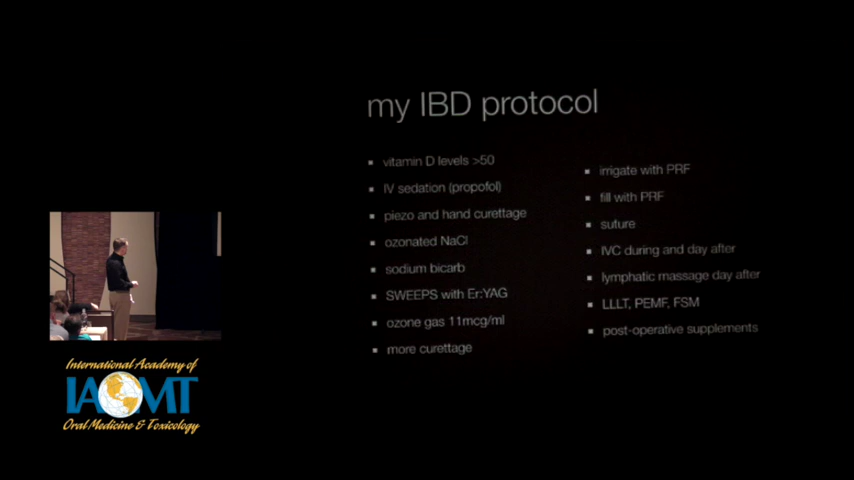 my IBD protocol
vitamin D levels >50
IV sedation (propofol)
piezo and hand curettage
ozonated NaCl
sodium bicarb
SWEEPS with Er:YAG
ozone gas 11mcg/ml
more curettage
irrigate with PRF
fill with PRF
suture
IVC during and day after
lymphatic massage day after
LLLT, PEMF, FSM
post-operative supplements
International Academy of
IAOMT
Oral Medicine & Toxicology